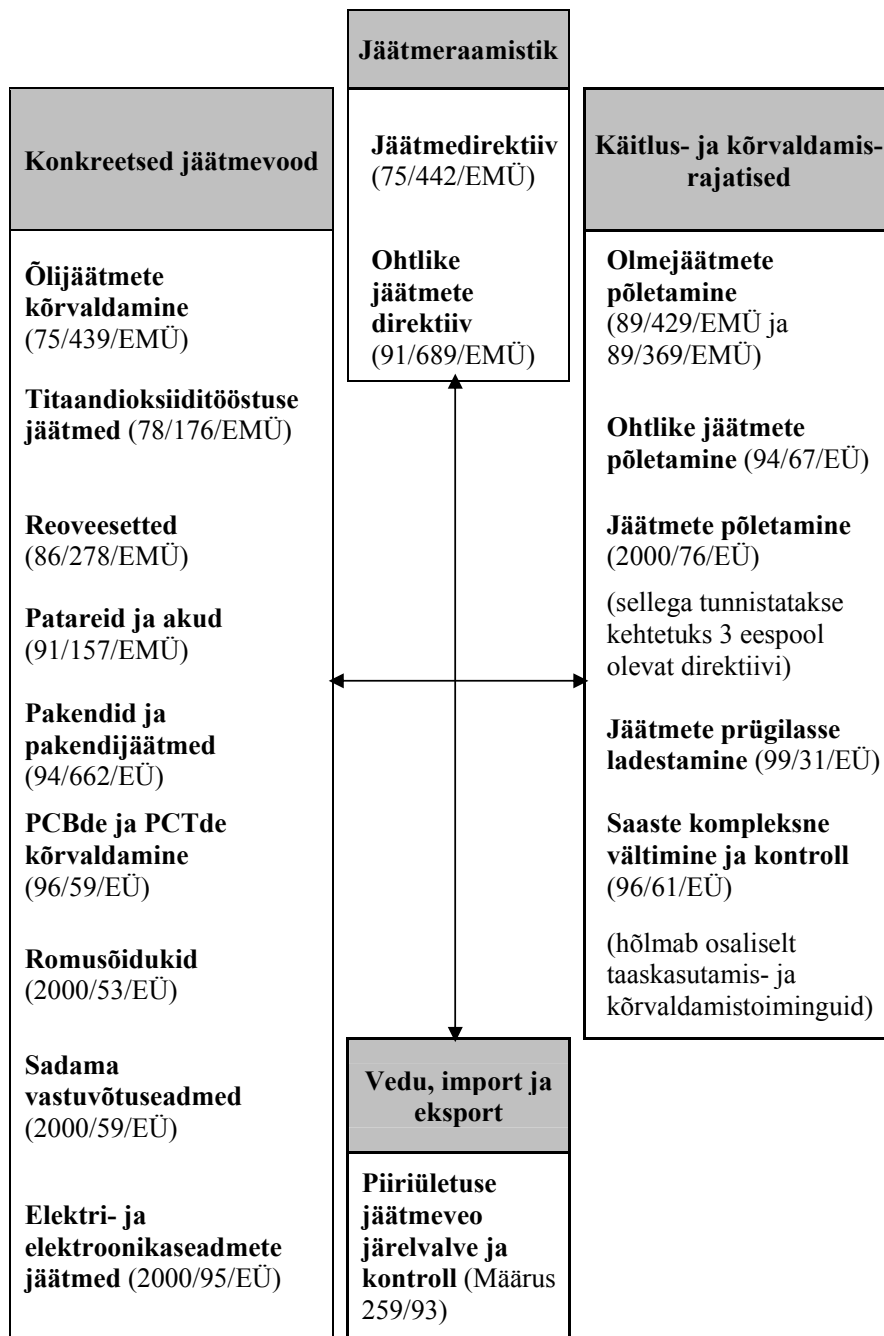 Jäätmeraamistik
Jäätmedirektiiv
(75/442/EMÜ)
Ohtlike
jäätmete
direktiiv
(91/689/EMÜ)
Konkreetsed jäätmevood
Õlijäätmete
kõrvaldamine
(75/439/EMÜ)
Titaandioksiiditööstuse
jäätmed (78/176/EMÜ)
Reoveesetted
(86/278/EMÜ)
Patareid ja akud
(91/157/EMÜ)
Pakendid ja
pakendijäätmed
(94/662/EÜ)
PCBde ja PCTde
kõrvaldamine
(96/59/EÜ)
Romusõidukid
(2000/53/EÜ)
Sadama
vastuvõtuseadmed
(2000/59/EÜ)
Elektri- ja
elektroonikaseadmete
jäätmed (2000/95/EÜ)
Käitlus- ja kõrvaldamis-
rajatised
Olmejäätmete
põletamine
(89/429/EMÜ ja
89/369/EMÜ)
Ohtlike jäätmete
põletamine (94/67/EÜ)
Jäätmete põletamine
(2000/76/EÜ)
(sellega tunnistatakse
kehtetuks 3 eespool
olevat direktiivi)
Jäätmete prügilasse
ladestamine (99/31/EÜ)
Saaste kompleksne
vältimine ja kontroll
(96/61/EÜ)
(hõlmab osaliselt
taaskasutamis- ja
kõrvaldamistoiminguid)
Vedu, import ja
eksport
Piiriületuse
jäätmeveo
järelvalve ja
kontroll (Määrus
259/93)